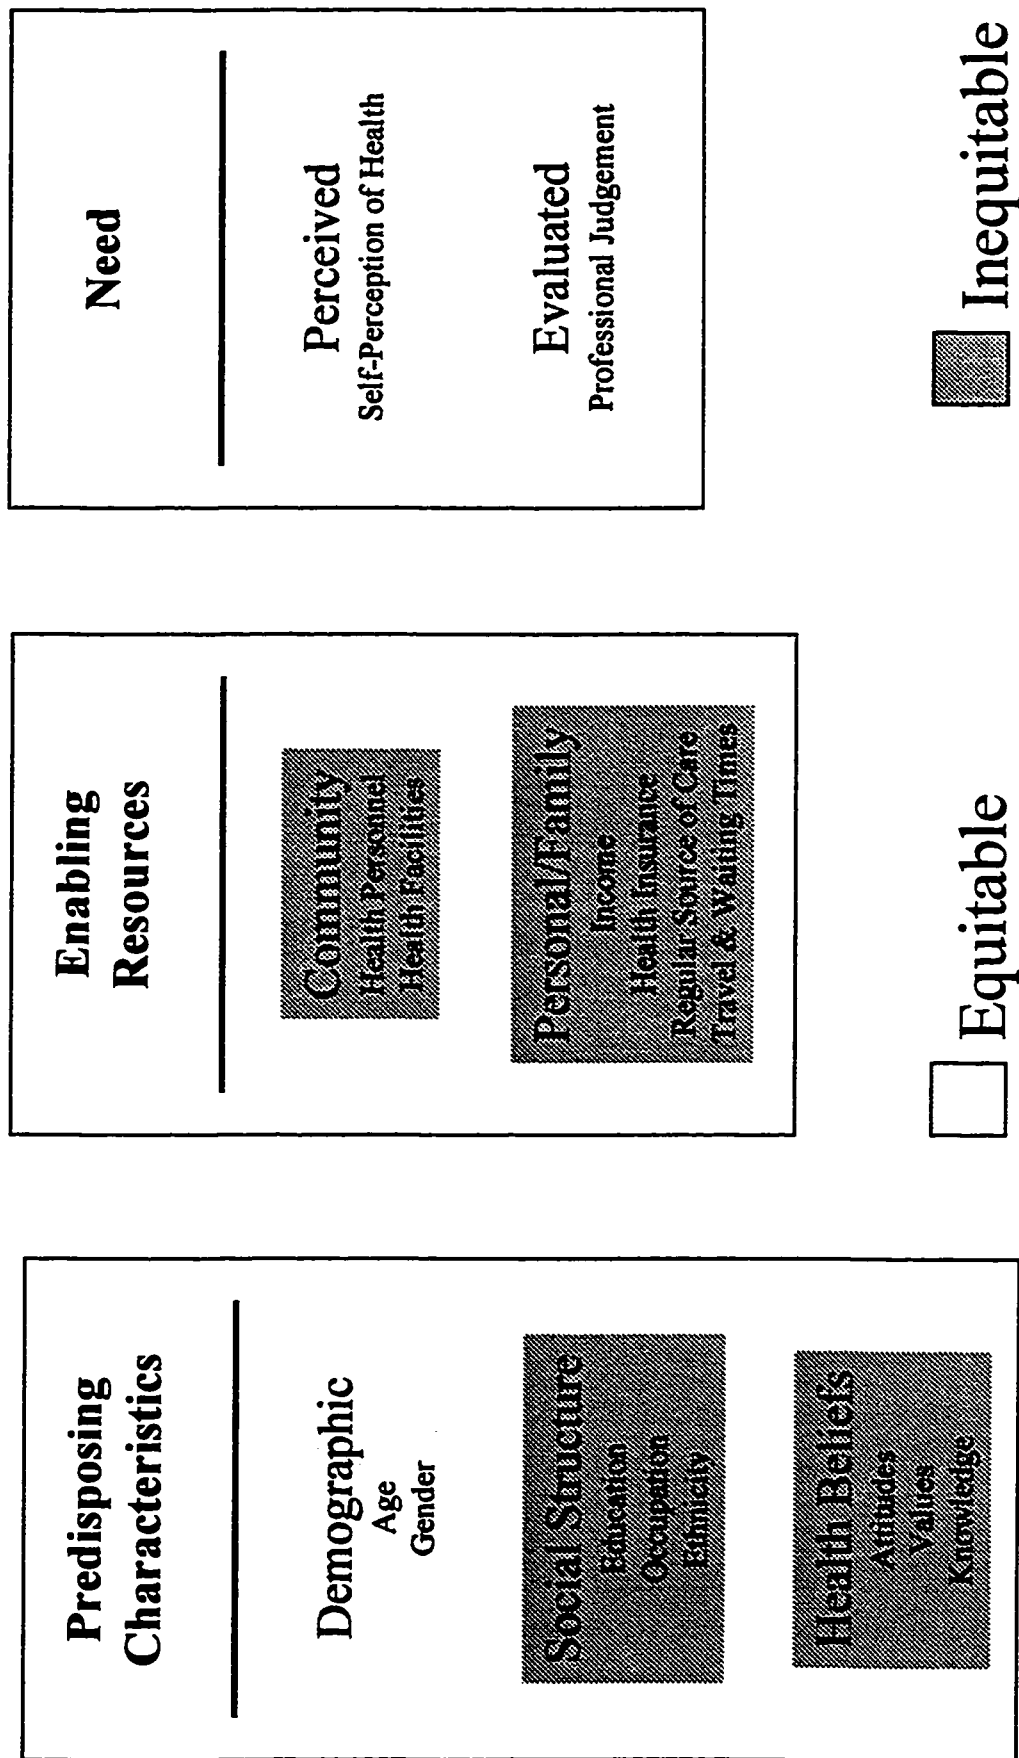 Predisposing
Characteristics
Demographic
Age
Gender
Social Structure
Education
Occupation
Ethnicity
Health Beliefs
Attitudes
Values
Knowledge
Enabling
Resources
Community
Health Personnel
Health Facilities
Personal/Family
Income
Health Insurance
Regular Source of Care
Travel & Waiting Times
Need
Perceived
Self-Perception of Health
Evaluated
Professional Judgement
Equitable
Inequitable